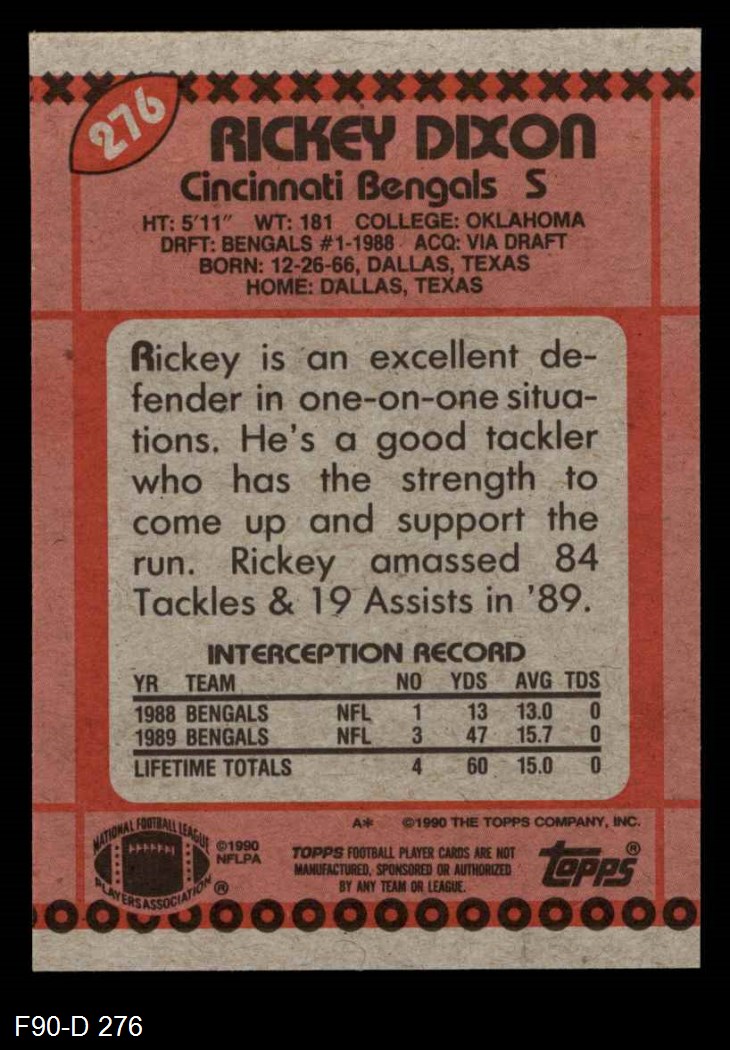 276
RICKEY DIXON
Cincinnati Bengals S
HT: 5'11" WT: 181 COLLEGE: OKLAHOMA
DRFT: BENGALS #1-1988 ACQ: VIA DRAFT
BORN: 12-26-66, DALLAS, TEXAS
HOME: DALLAS, TEXAS
Rickey is an excellent de-
fender in one-on-one situa-
tions. He's a good tackler
who has the strength to
come up and support the
run. Rickey amassed 84
Tackles & 19 Assists in '89.
INTERCEPTION RECORD
YR TEAM NO YDS AVG TDS
1988 BENGALS NFL 1 13 13.0 0
1989 BENGALS NFL 3 47 15.7 0
LIFETIME TOTALS 4 60 15.0 0
A* ©1990 THE TOPPS COMPANY, INC.
NATIONAL FOOTBALL LEAGUE
PLAYERS ASSOCIATION ®
©1990
NFLPA
TOPPS FOOTBALL PLAYER CARDS ARE NOT
MANUFACTURED, SPONSORED OR AUTHORIZED
BY ANY TEAM OR LEAGUE.
topps®
F90-D 276